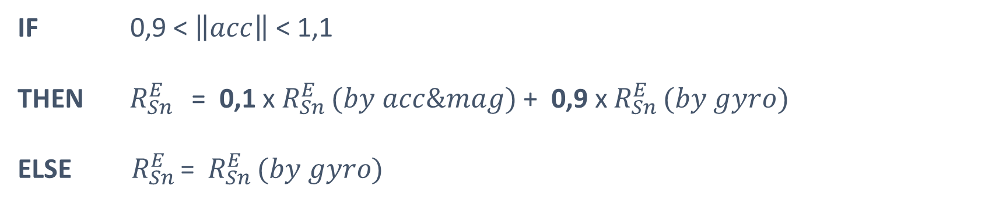 IF 0,9 < ‖acc‖ < 1,1
THEN R^E_Sn = 0,1 x R^E_Sn (by acc&mag) + 0,9 x R^E_Sn (by gyro)
ELSE R^E_Sn = R^E_Sn (by gyro)